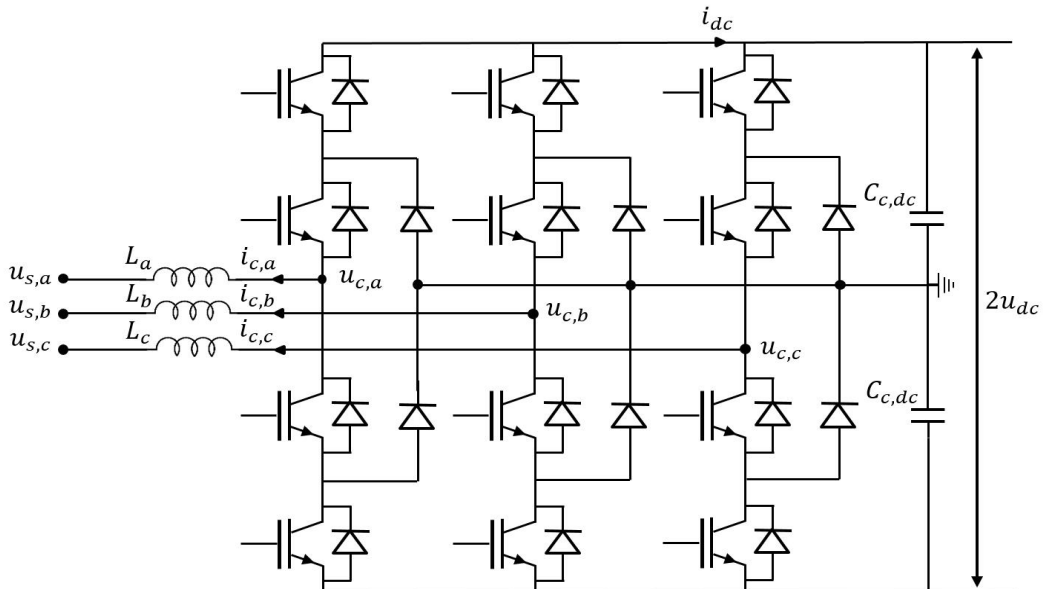 i_{dc}
C_{c,dc}
L_a
i_{c,a}
u_{s,a}
u_{c,a}
L_b
i_{c,b}
u_{s,b}
u_{c,b}
2u_{dc}
L_c
i_{c,c}
u_{s,c}
u_{c,c}
C_{c,dc}